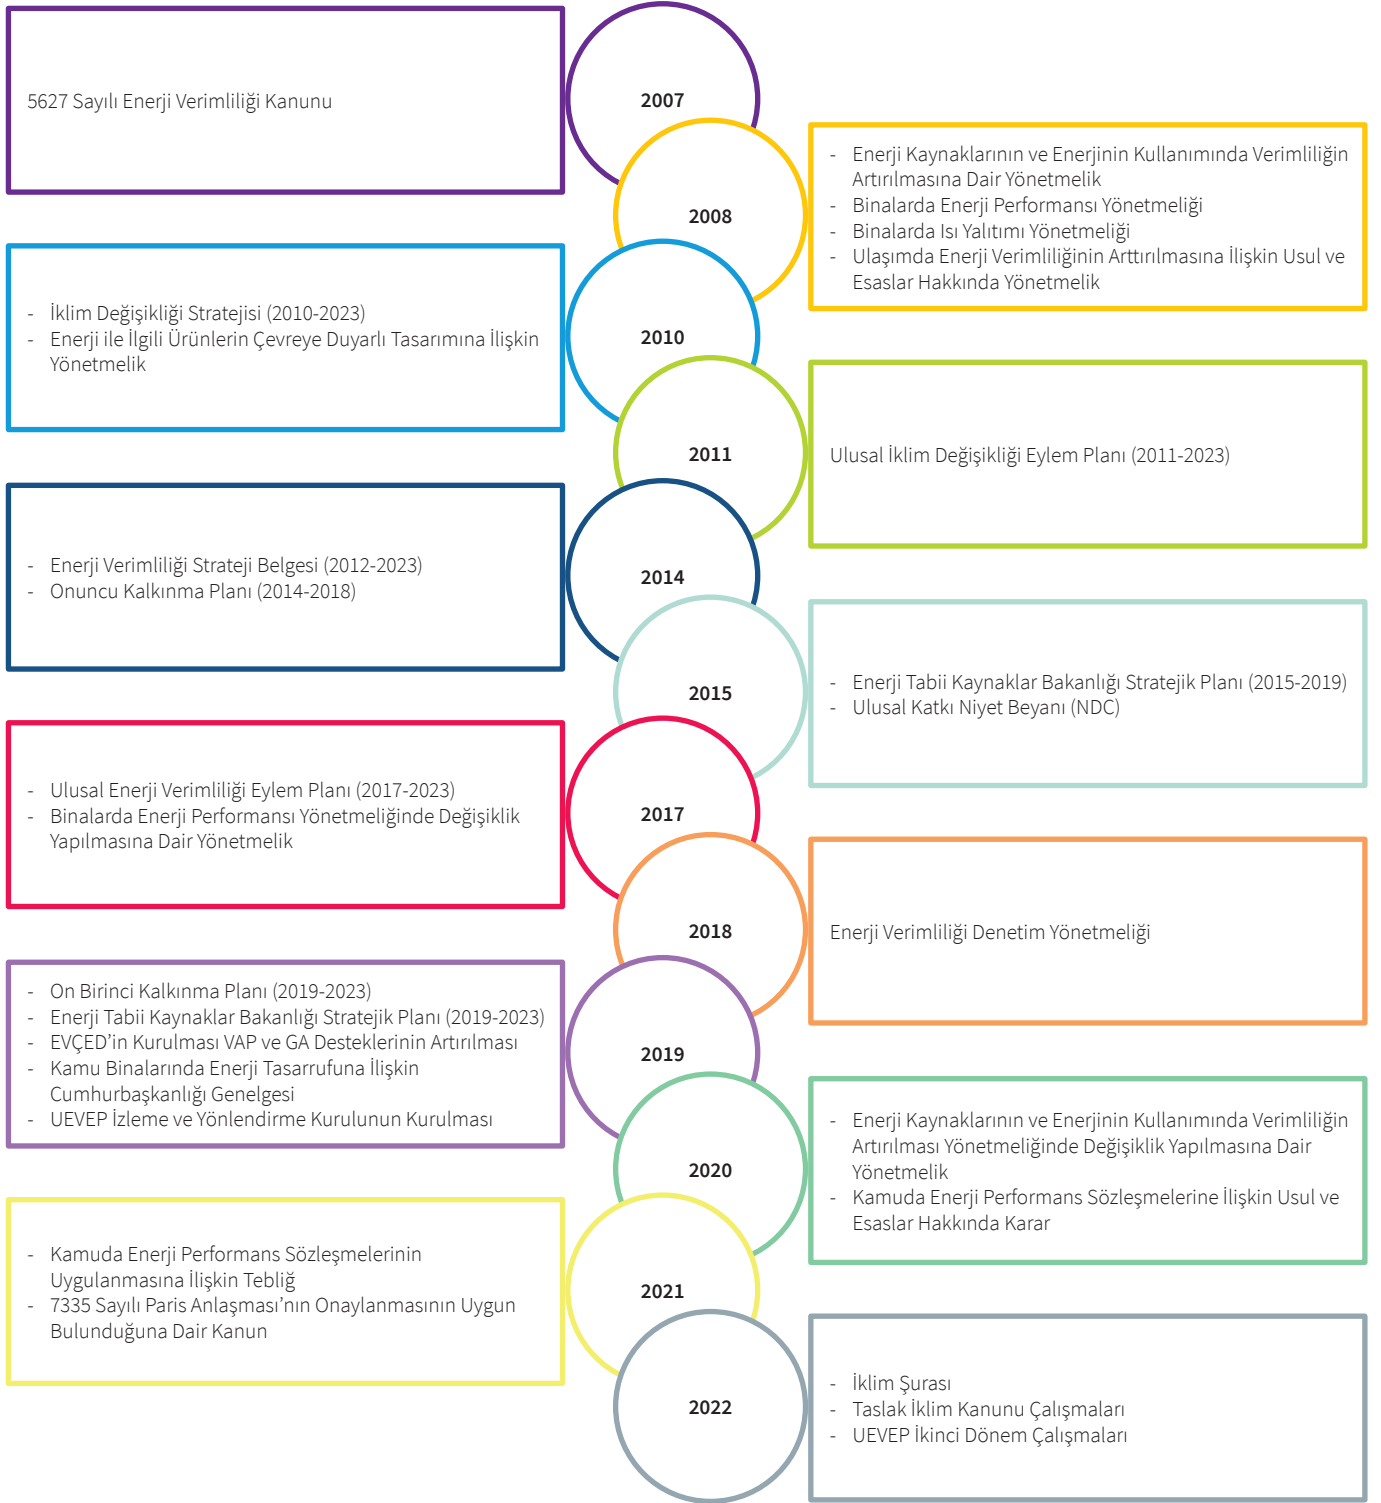 5627 Sayılı Enerji Verimliliği Kanunu
2007
2008
- Enerji Kaynaklarının ve Enerjinin Kullanımında Verimliliğin
Artırılmasına Dair Yönetmelik
- Binalarda Enerji Performansı Yönetmeliği
- Binalarda Isı Yalıtımı Yönetmeliği
- Ulaşımda Enerji Verimliliğinin Arttırılmasına İlişkin Usul ve
Esaslar Hakkında Yönetmelik
- İklim Değişikliği Stratejisi (2010-2023)
- Enerji ile İlgili Ürünlerin Çevreye Duyarlı Tasarımına İlişkin
Yönetmelik
2010
2011
Ulusal İklim Değişikliği Eylem Planı (2011-2023)
- Enerji Verimliliği Strateji Belgesi (2012-2023)
- Onuncu Kalkınma Planı (2014-2018)
2014
2015
- Enerji Tabii Kaynaklar Bakanlığı Stratejik Planı (2015-2019)
- Ulusal Katkı Niyet Beyanı (NDC)
- Ulusal Enerji Verimliliği Eylem Planı (2017-2023)
- Binalarda Enerji Performansı Yönetmeliğinde Değişiklik
Yapılmasına Dair Yönetmelik
2017
2018
Enerji Verimliliği Denetim Yönetmeliği
- On Birinci Kalkınma Planı (2019-2023)
- Enerji Tabii Kaynaklar Bakanlığı Stratejik Planı (2019-2023)
- EVÇED’in Kurulması VAP ve GA Desteklerinin Artırılması
- Kamu Binalarında Enerji Tasarrufuna İlişkin
Cumhurbaşkanlığı Genelgesi
- UEVEP İzleme ve Yönlendirme Kurulunun Kurulması
2019
2020
- Enerji Kaynaklarının ve Enerjinin Kullanımında Verimliliğin
Artırılması Yönetmeliğinde Değişiklik Yapılmasına Dair
Yönetmelik
- Kamuda Enerji Performans Sözleşmelerine İlişkin Usul ve
Esaslar Hakkında Karar
- Kamuda Enerji Performans Sözleşmelerinin
Uygulanmasına İlişkin Tebliğ
- 7335 Sayılı Paris Anlaşması’nın Onaylanmasının Uygun
Bulunduğuna Dair Kanun
2021
2022
- İklim Şurası
- Taslak İklim Kanunu Çalışmaları
- UEVEP İkinci Dönem Çalışmaları